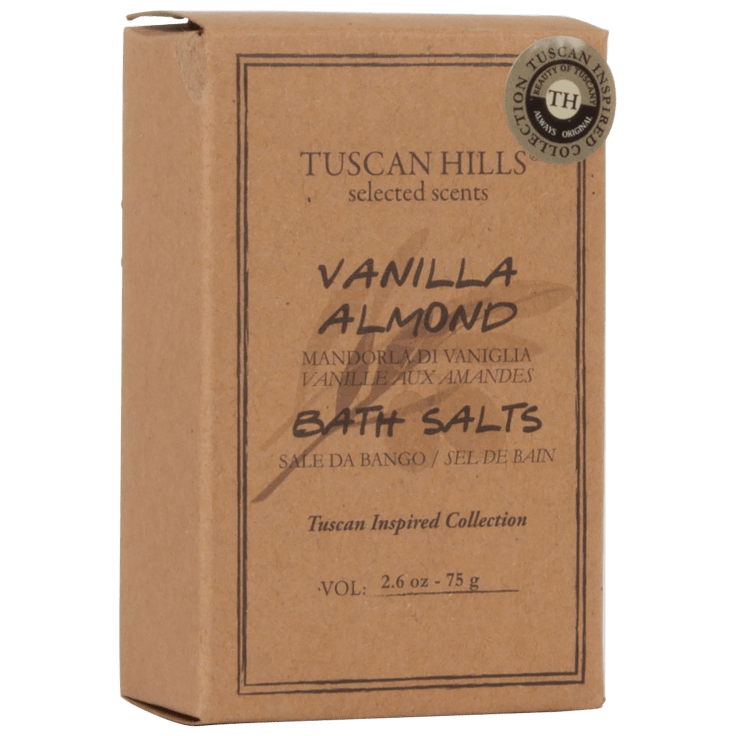 TUSCAN INSPIRED COLLECTION
BEAUTY OF TUSCANY
TH
ALWAYS ORIGINAL
TUSCAN HILLS®
selected scents
VANILLA
ALMOND
MANDORLA DI VANIGLIA
VANILLE AUX AMANDES
BATH SALTS
SALE DA BANGO / SEL DE BAIN
Tuscan Inspired Collection
VOL: 2.6 oz - 75 g